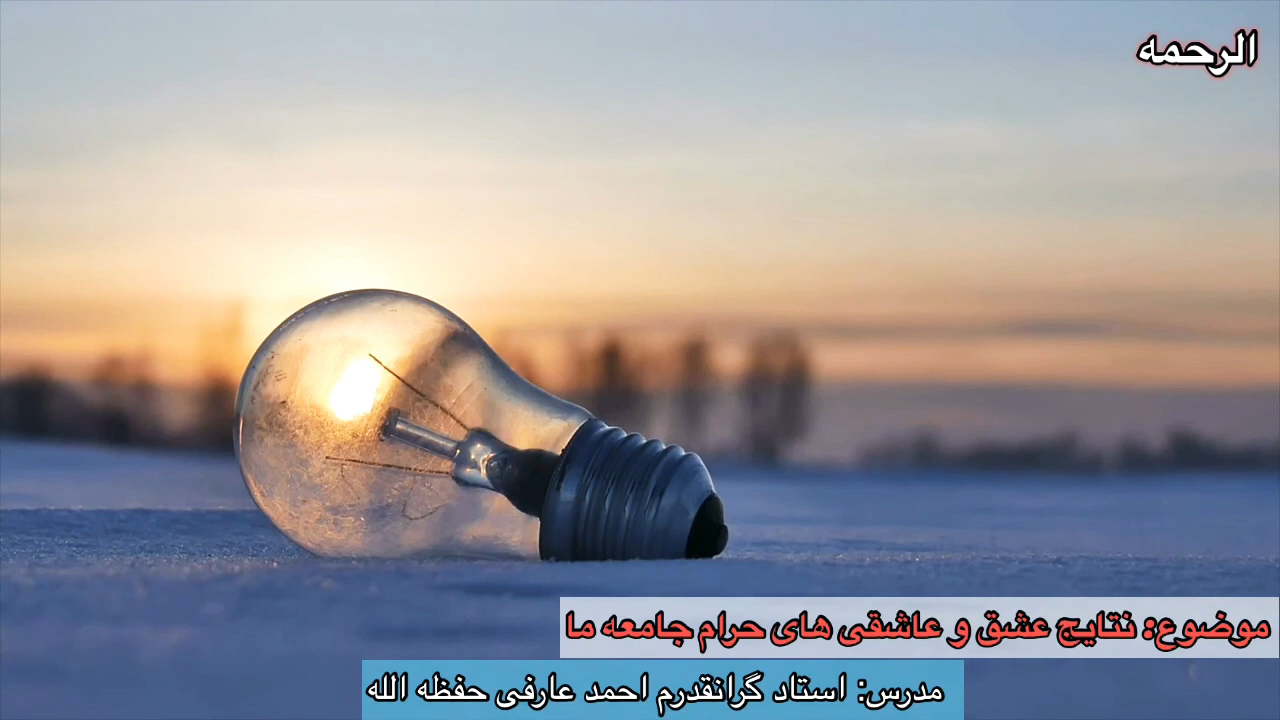 الرحمه
موضوع: نتایج عشق و عاشقی های حرام جامعه ما
مدرس: استاد گرانقدرم احمد عارفی حفظه الله